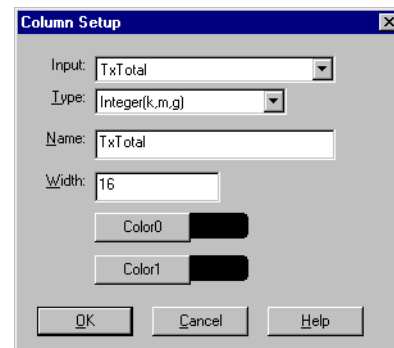 Column Setup
Input: TxTotal
Type: Integer(k,m,g)
Name: TxTotal
Width: 16
Color0
Color1
OK Cancel Help